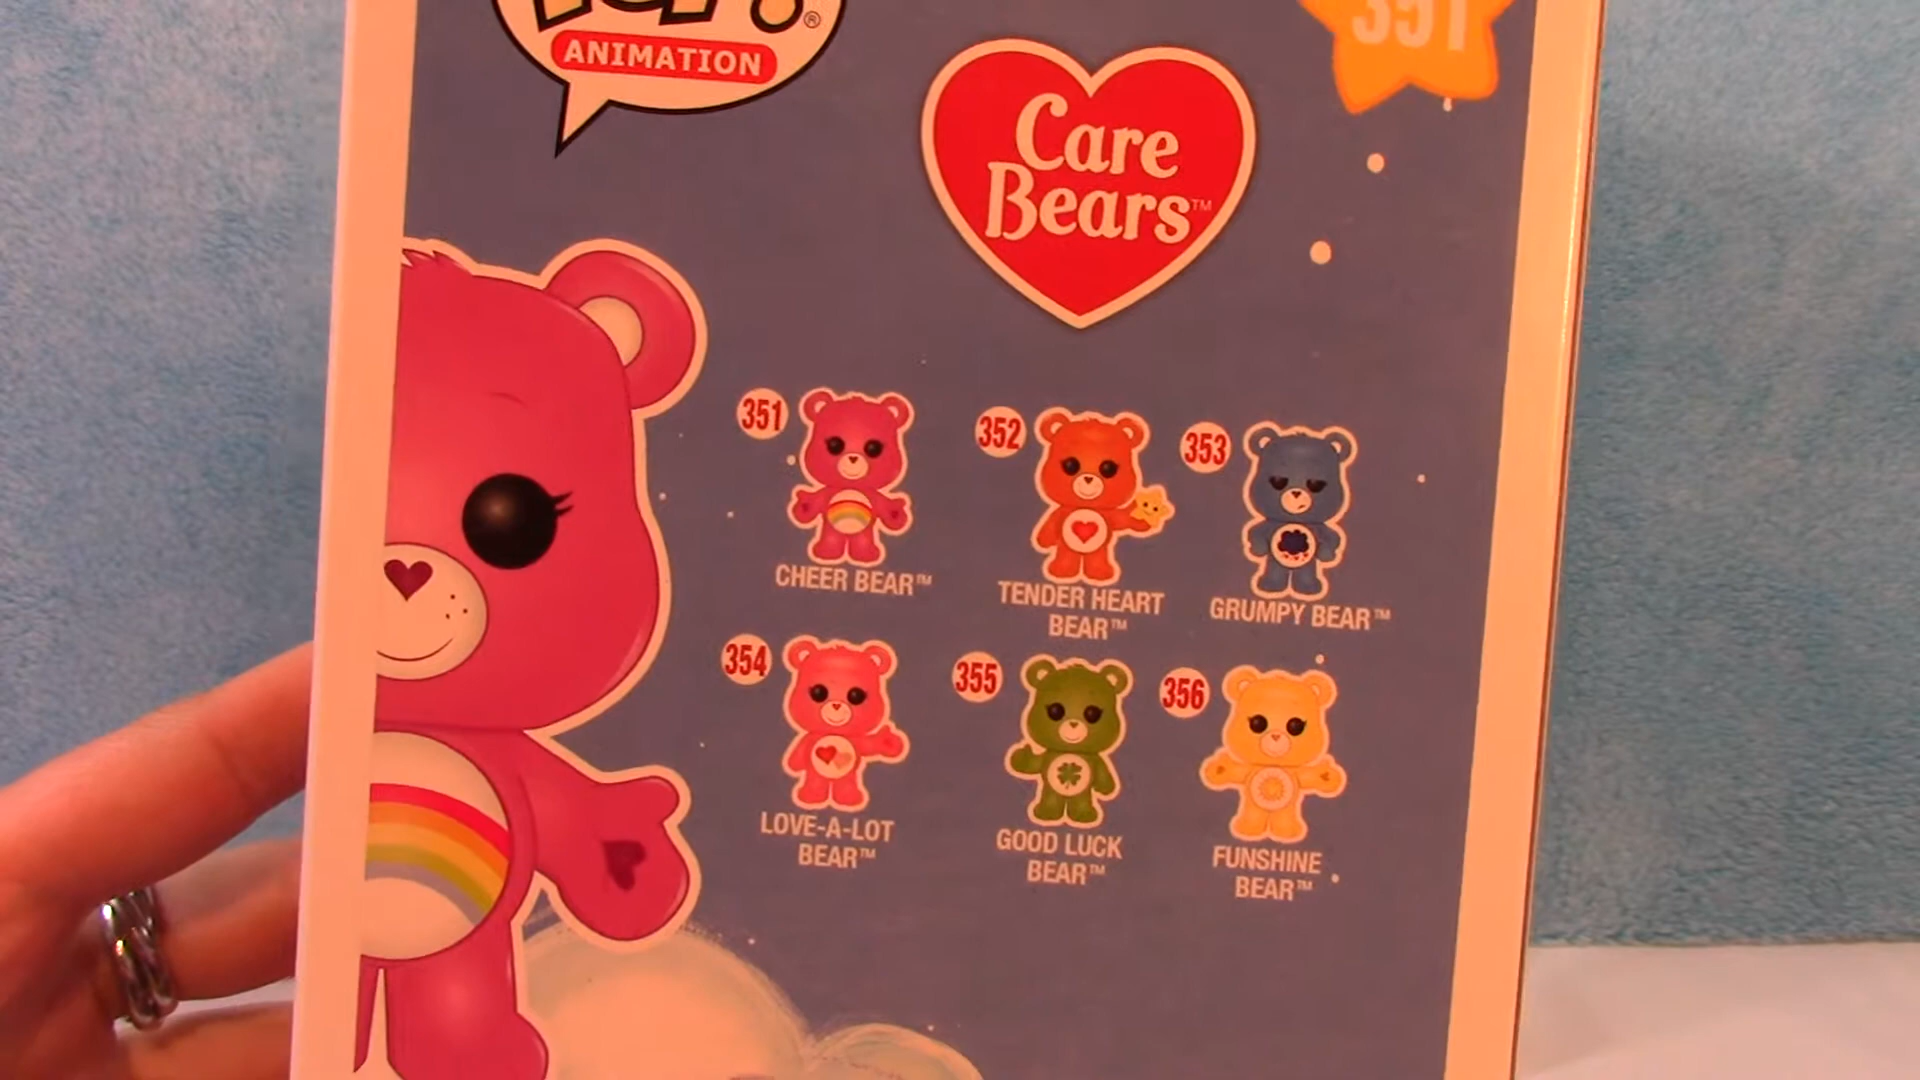 ANIMATION
®
351
Care
Bears™
351
352
353
CHEER BEAR™
TENDER HEART
BEAR™
GRUMPY BEAR™
354
355
356
LOVE-A-LOT
BEAR™
GOOD LUCK
BEAR™
FUNSHINE
BEAR™